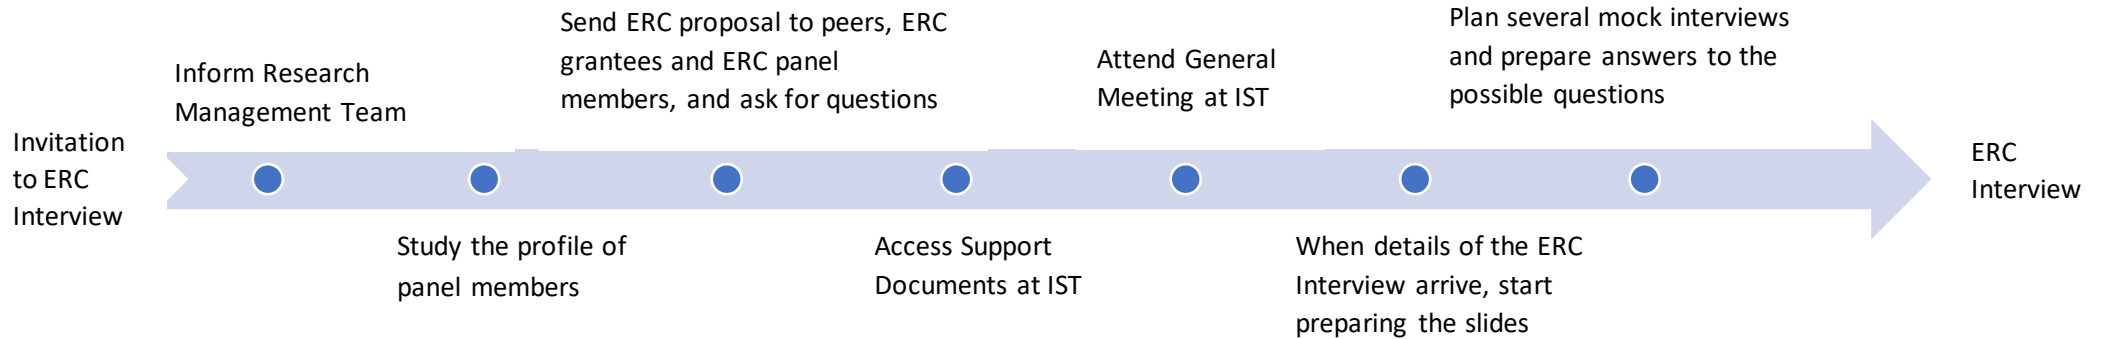 Invitation
to ERC
Interview
Inform Research
Management Team
Study the profile of
panel members
Send ERC proposal to peers, ERC
grantees and ERC panel
members, and ask for questions
Access Support
Documents at IST
Attend General
Meeting at IST
When details of the ERC
Interview arrive, start
preparing the slides
Plan several mock interviews
and prepare answers to the
possible questions
ERC
Interview